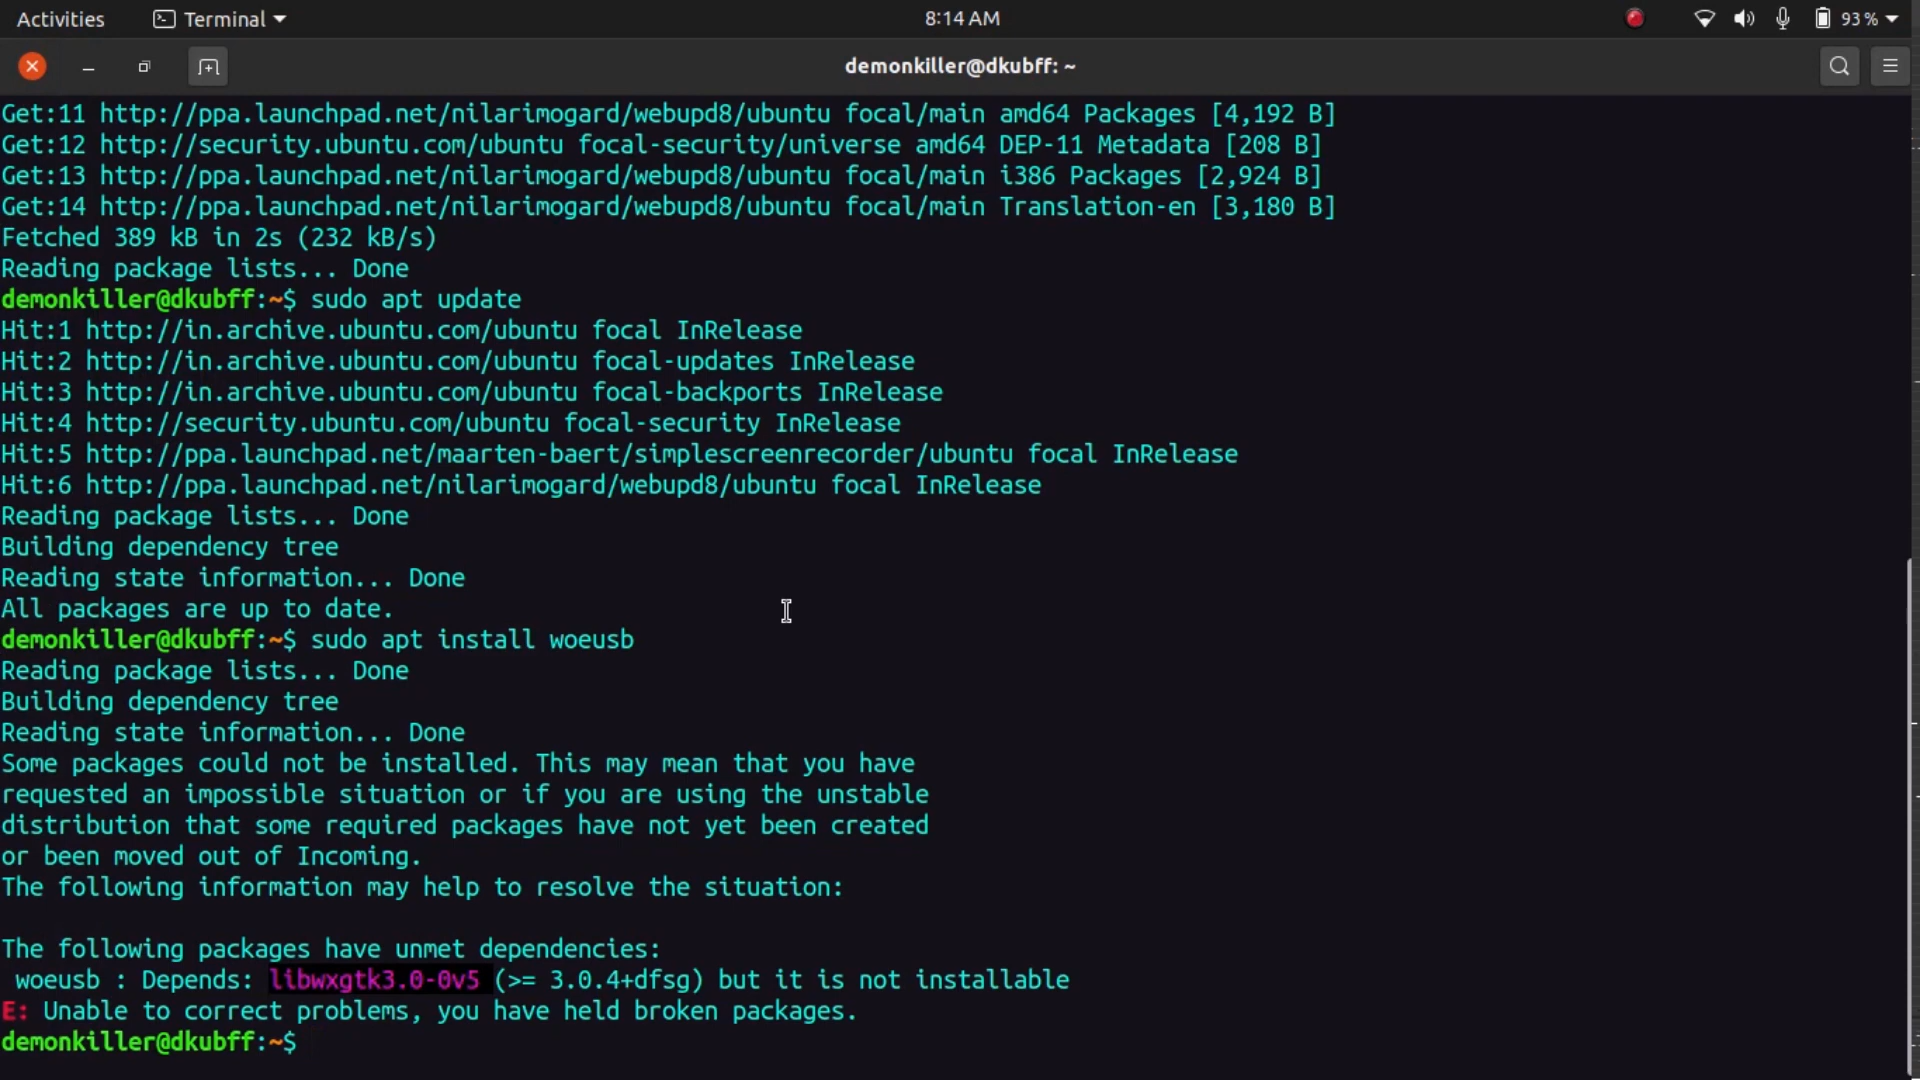 Activities Terminal 8:14 AM 93 %
demonkiller@dkubff: ~
Get:11 http://ppa.launchpad.net/nilarimogard/webupd8/ubuntu focal/main amd64 Packages [4,192 B]
Get:12 http://security.ubuntu.com/ubuntu focal-security/universe amd64 DEP-11 Metadata [208 B]
Get:13 http://ppa.launchpad.net/nilarimogard/webupd8/ubuntu focal/main i386 Packages [2,924 B]
Get:14 http://ppa.launchpad.net/nilarimogard/webupd8/ubuntu focal/main Translation-en [3,180 B]
Fetched 389 kB in 2s (232 kB/s)
Reading package lists... Done
demonkiller@dkubff:~$ sudo apt update
Hit:1 http://in.archive.ubuntu.com/ubuntu focal InRelease
Hit:2 http://in.archive.ubuntu.com/ubuntu focal-updates InRelease
Hit:3 http://in.archive.ubuntu.com/ubuntu focal-backports InRelease
Hit:4 http://security.ubuntu.com/ubuntu focal-security InRelease
Hit:5 http://ppa.launchpad.net/maarten-baert/simplescreenrecorder/ubuntu focal InRelease
Hit:6 http://ppa.launchpad.net/nilarimogard/webupd8/ubuntu focal InRelease
Reading package lists... Done
Building dependency tree
Reading state information... Done
All packages are up to date.
demonkiller@dkubff:~$ sudo apt install woeusb
Reading package lists... Done
Building dependency tree
Reading state information... Done
Some packages could not be installed. This may mean that you have
requested an impossible situation or if you are using the unstable
distribution that some required packages have not yet been created
or been moved out of Incoming.
The following information may help to resolve the situation:
The following packages have unmet dependencies:
woeusb : Depends: libwxgtk3.0-0v5 (>= 3.0.4+dfsg) but it is not installable
E: Unable to correct problems, you have held broken packages.
demonkiller@dkubff:~$